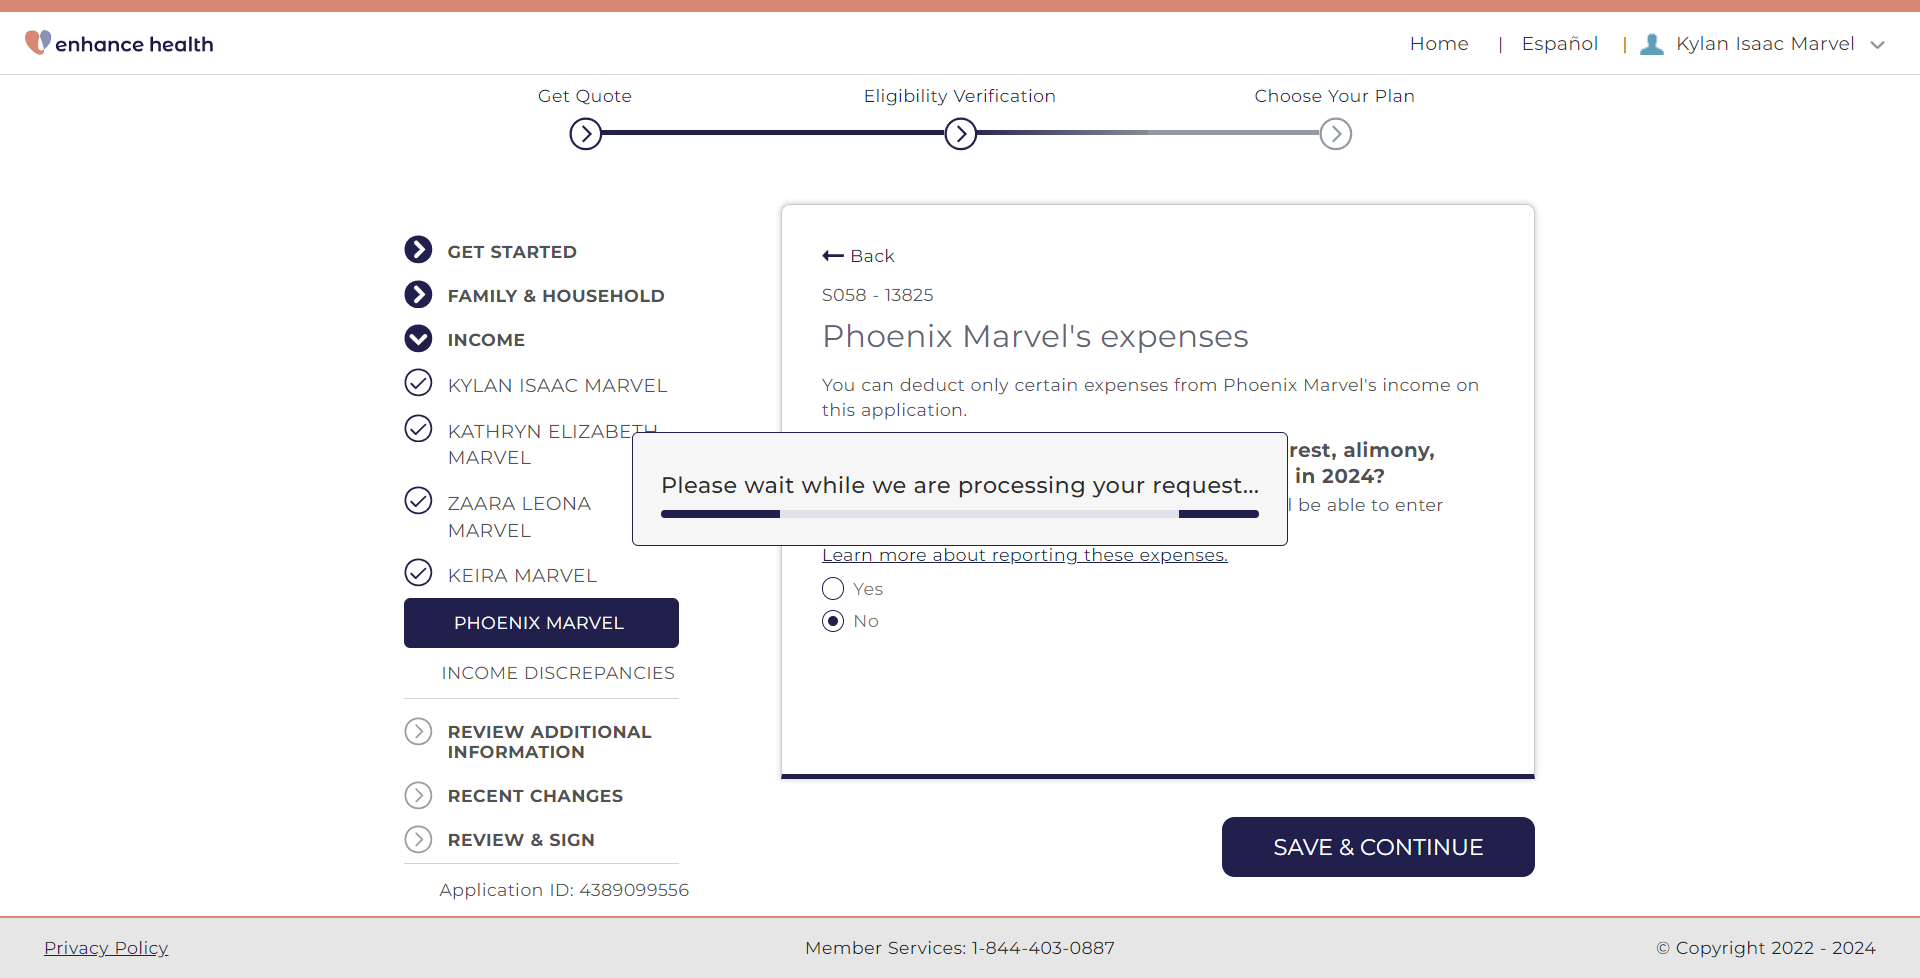 enhance health
Home | Español | Kylan Isaac Marvel
Get Quote
Eligibility Verification
Choose Your Plan
GET STARTED
FAMILY & HOUSEHOLD
INCOME
KYLAN ISAAC MARVEL
KATHRYN ELIZABETH
MARVEL
ZAARA LEONA
MARVEL
KEIRA MARVEL
PHOENIX MARVEL
INCOME DISCREPANCIES
REVIEW ADDITIONAL
INFORMATION
RECENT CHANGES
REVIEW & SIGN
Application ID: 4389099556
Back
S058 - 13825
Phoenix Marvel's expenses
You can deduct only certain expenses from Phoenix Marvel's income on
this application.
rest, alimony,
in 2024?
be able to enter
Please wait while we are processing your request...
Learn more about reporting these expenses.
Yes
No
SAVE & CONTINUE
Privacy Policy
Member Services: 1-844-403-0887
© Copyright 2022 - 2024